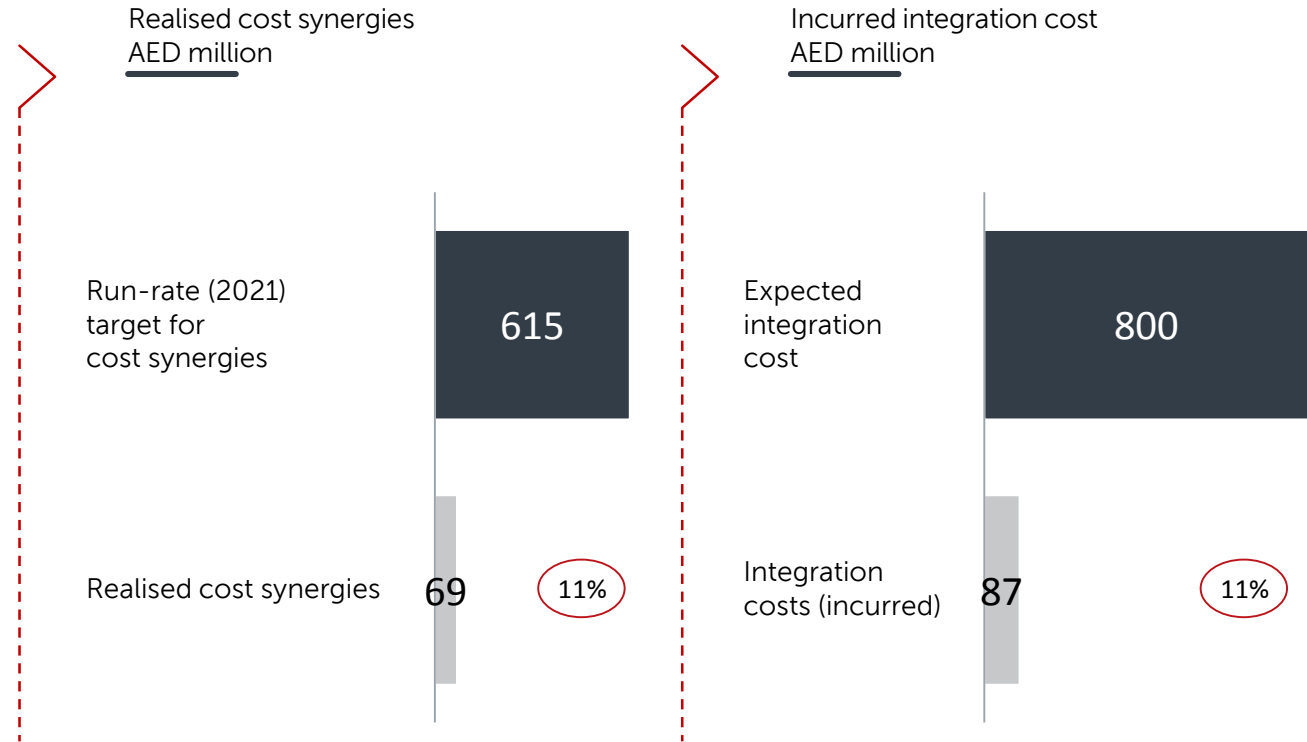 Realised cost synergies
AED million
Run-rate (2021)
target for
cost synergies
615
Realised cost synergies
69
11%
Incurred integration cost
AED million
Expected
integration
cost
800
Integration
costs (incurred)
87
11%